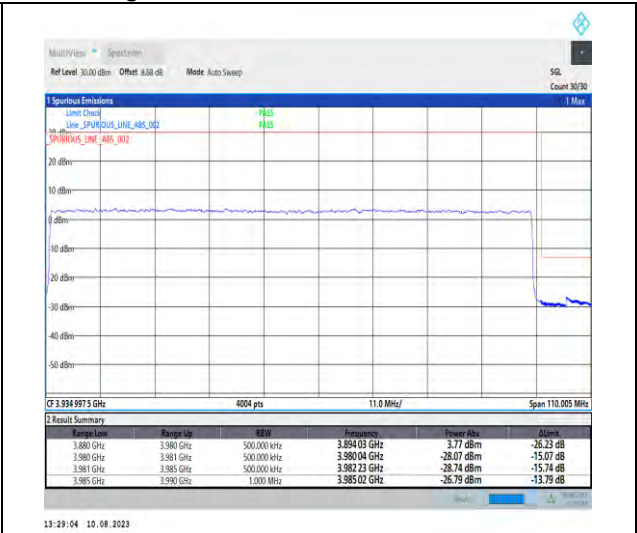 MultiView Spectrum
Ref Level 30.00 dBm Offset 8.68 dB Mode Auto Sweep SGL
Count 30/30
1 Spurious Emissions 1 Max
Limit Check PASS
Line _SPURIOUS_LINE_ABS_002 PASS
_SPURIOUS_LINE_ABS_002
20 dBm
10 dBm
0 dBm
-10 dBm
-20 dBm
-30 dBm
-40 dBm
-50 dBm
CF 3.934 997 5 GHz 4004 pts 11.0 MHz/ Span 110.005 MHz
2 Result Summary
Range Low Range Up RBW Frequency Power Abs ΔLimit
3.880 GHz 3.980 GHz 500.000 kHz 3.894 03 GHz 3.77 dBm -26.23 dB
3.980 GHz 3.981 GHz 500.000 kHz 3.980 04 GHz -28.07 dBm -15.07 dB
3.981 GHz 3.985 GHz 500.000 kHz 3.982 23 GHz -28.74 dBm -15.74 dB
3.985 GHz 3.990 GHz 1.000 MHz 3.985 02 GHz -26.79 dBm -13.79 dB
13:29:04 10.08.2023